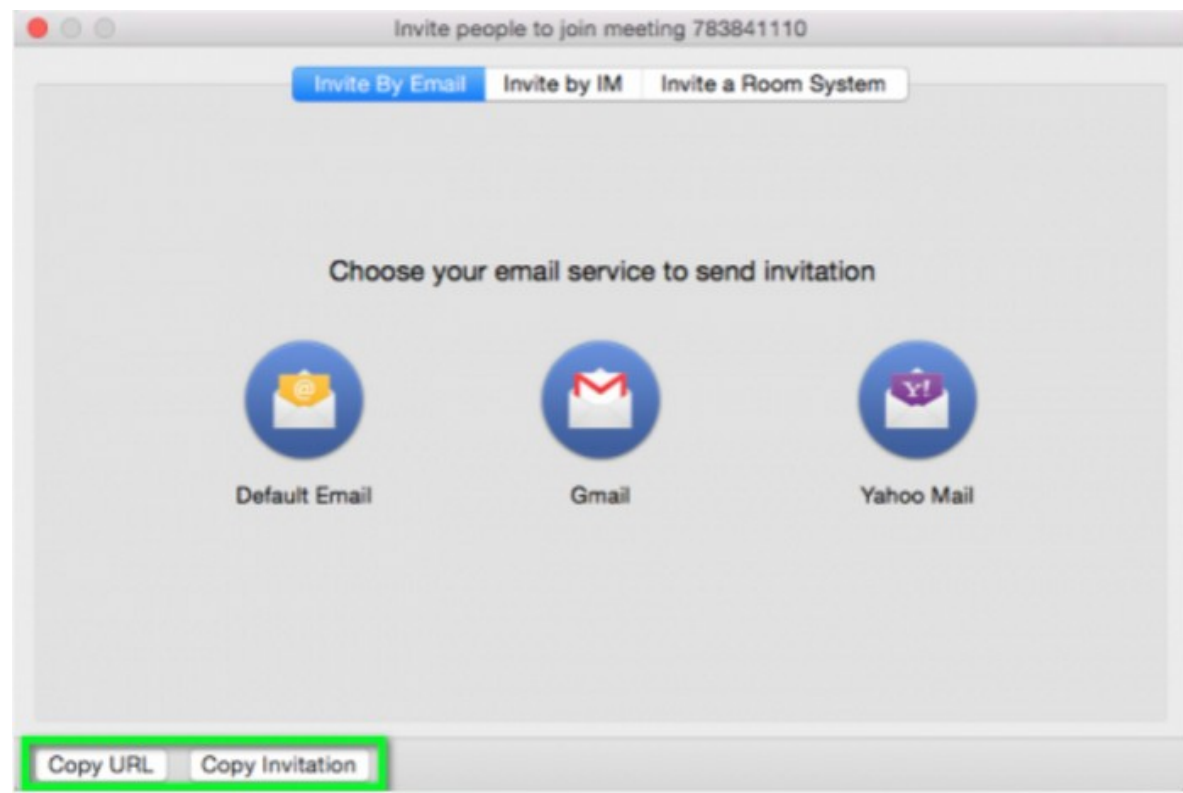 Invite people to join meeting 783841110
Invite By Email Invite by IM Invite a Room System
Choose your email service to send invitation
@ Y!
Default Email Gmail Yahoo Mail
Copy URL Copy Invitation